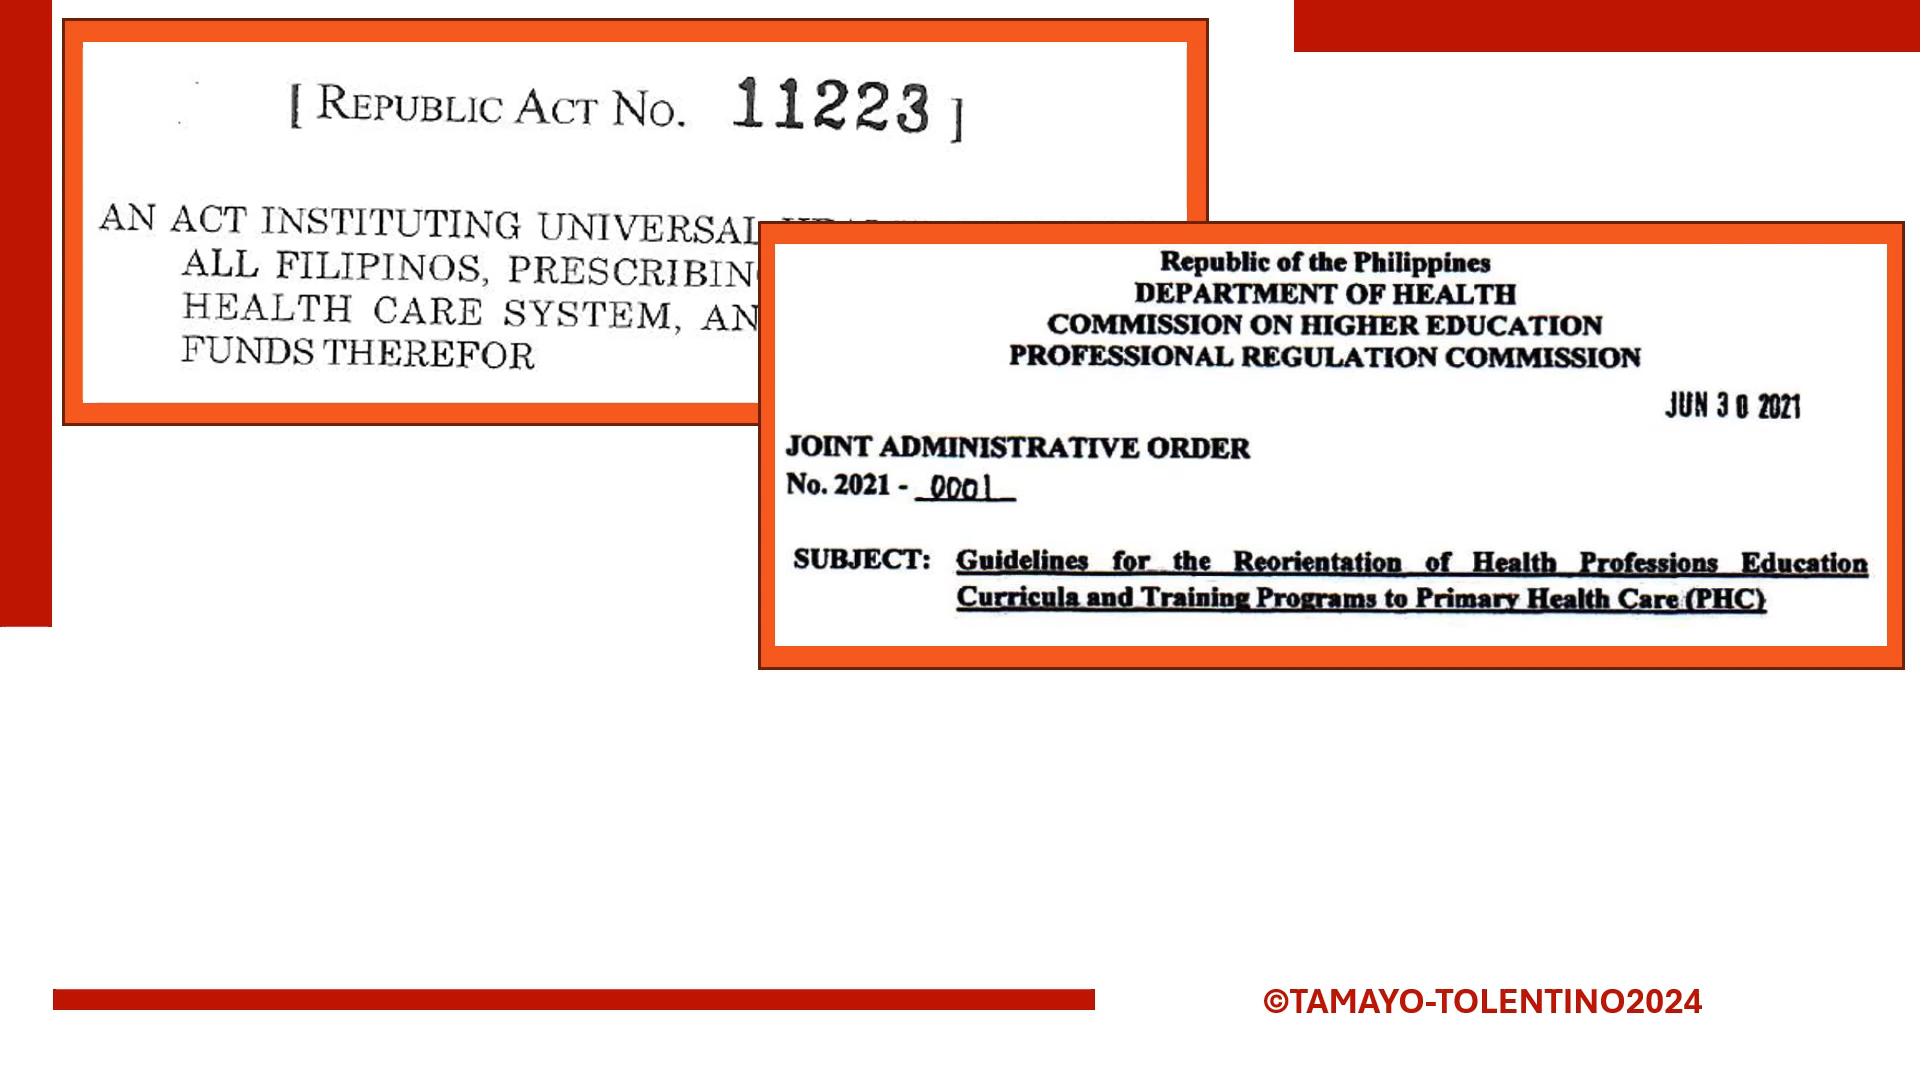 [ REPUBLIC ACT NO. 11223 ]
AN ACT INSTITUTING UNIVERSAL
ALL FILIPINOS, PRESCRIBING
HEALTH CARE SYSTEM, AN
FUNDS THEREFOR
Republic of the Philippines
DEPARTMENT OF HEALTH
COMMISSION ON HIGHER EDUCATION
PROFESSIONAL REGULATION COMMISSION
JUN 30 2021
JOINT ADMINISTRATIVE ORDER
No. 2021 - 0001
SUBJECT: Guidelines for the Reorientation of Health Professions Education
Curricula and Training Programs to Primary Health Care (PHC)
©TAMAYO-TOLENTINO2024